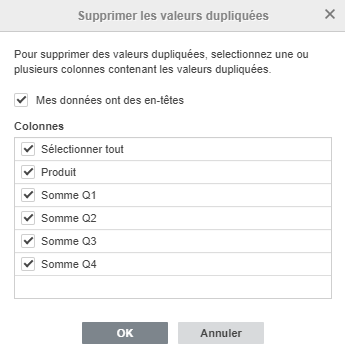 Supprimer les valeurs dupliquées
Pour supprimer des valeurs dupliquées, selectionnez une ou
plusieurs colonnes contenant les valeurs dupliquées.
Mes données ont des en-têtes
Colonnes
Sélectionner tout
Produit
Somme Q1
Somme Q2
Somme Q3
Somme Q4
OK
Annuler